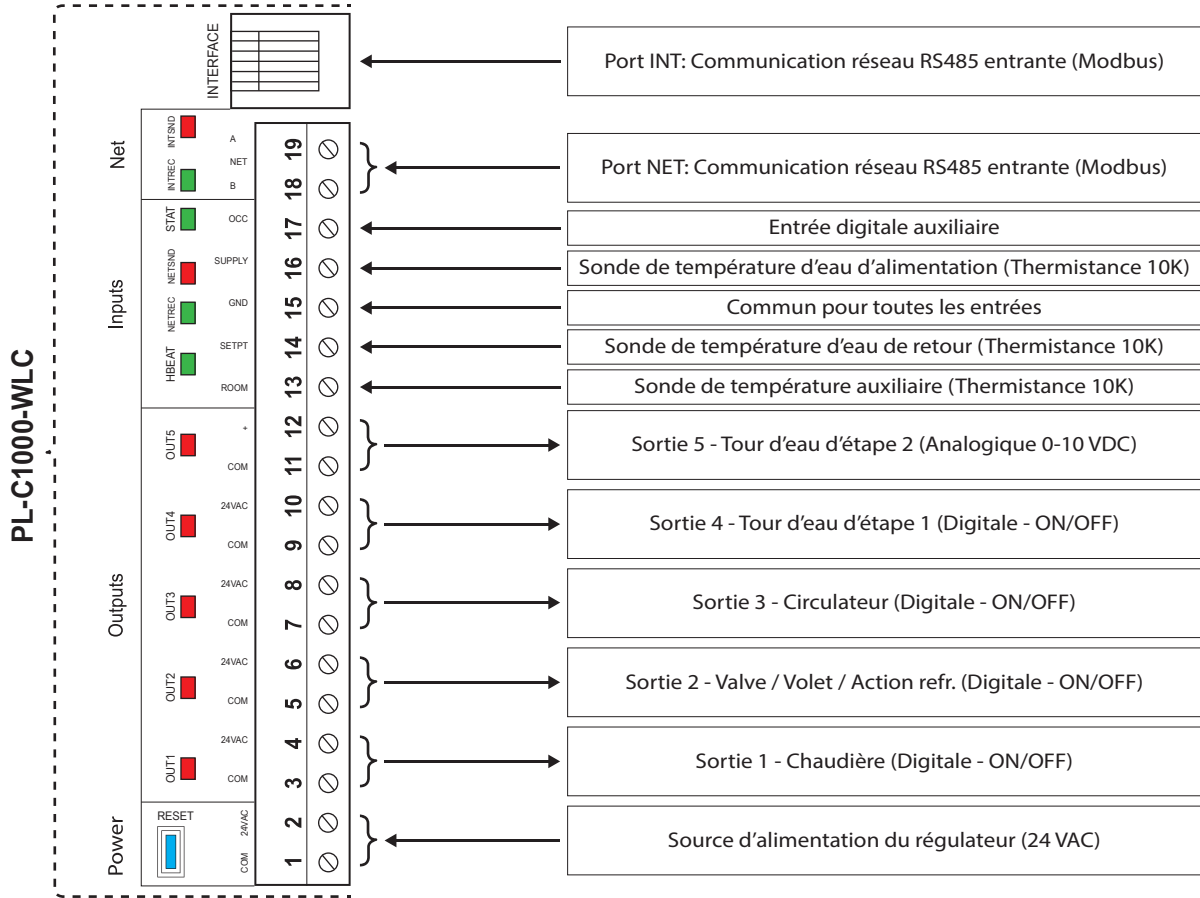 PL-C1000-WLC
INTERFACE
Port INT: Communication réseau RS485 entrante (Modbus)
Net
INTSND
INTREC
A
NET
B
19
18
Port NET: Communication réseau RS485 entrante (Modbus)
Inputs
STAT
OCC
17
Entrée digitale auxiliaire
NETSND
SUPPLY
16
Sonde de température d'eau d'alimentation (Thermistance 10K)
NETREC
GND
15
Commun pour toutes les entrées
HBEAT
SETPT
14
Sonde de température d'eau de retour (Thermistance 10K)
ROOM
13
Sonde de température auxiliaire (Thermistance 10K)
Outputs
OUT5
+
12
COM
11
Sortie 5 - Tour d'eau d'étape 2 (Analogique 0-10 VDC)
OUT4
24VAC
10
COM
9
Sortie 4 - Tour d'eau d'étape 1 (Digitale - ON/OFF)
OUT3
24VAC
8
COM
7
Sortie 3 - Circulateur (Digitale - ON/OFF)
OUT2
24VAC
6
COM
5
Sortie 2 - Valve / Volet / Action refr. (Digitale - ON/OFF)
OUT1
24VAC
4
COM
3
Sortie 1 - Chaudière (Digitale - ON/OFF)
Power
RESET
24VAC
2
COM
1
Source d'alimentation du régulateur (24 VAC)